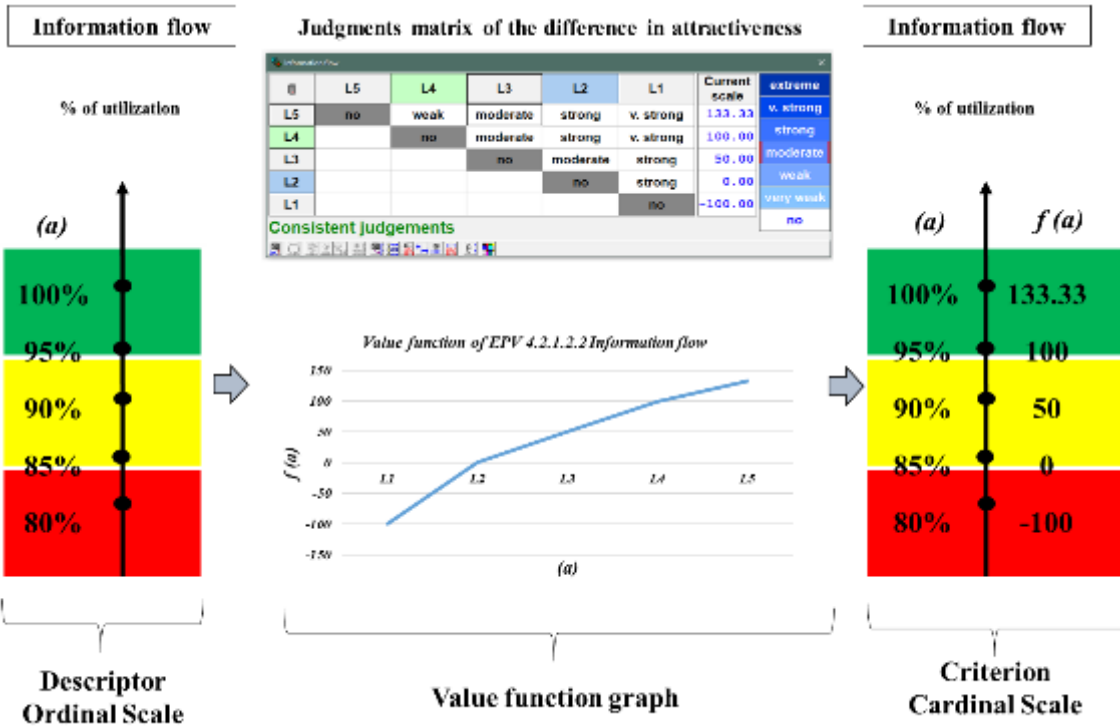 Information flow
Judgments matrix of the difference in attractiveness
Information flow
% of utilization
% of utilization
Information flow
L5 L4 L3 L2 L1 Current scale
L5 no weak moderate strong v. strong 133.33
L4 no moderate strong v. strong 100.00
L3 no moderate strong 50.00
L2 no strong 0.00
L1 no -100.00
extreme
v. strong
strong
moderate
weak
very weak
no
Consistent judgements
(a)
100%
95%
90%
85%
80%
Value function of EPV 4.2.1.2.2 Information flow
150
100
50
0
-50
-100
-150
f (a)
L1 L2 L3 L4 L5
(a)
(a) f (a)
100% 133.33
95% 100
90% 50
85% 0
80% -100
Descriptor
Ordinal Scale
Value function graph
Criterion
Cardinal Scale